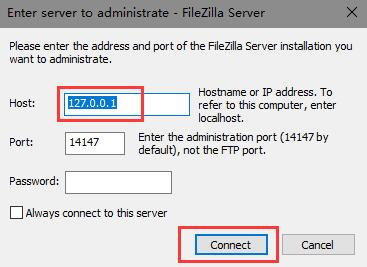 Enter server to administrate - FileZilla Server
Please enter the address and port of the FileZilla Server installation you
want to administrate.
Host:
127.0.0.1
Hostname or IP address. To
refer to this computer, enter
localhost.
Port:
14147
Enter the administration port (14147 by
default), not the FTP port.
Password:
Always connect to this server
Connect
Cancel